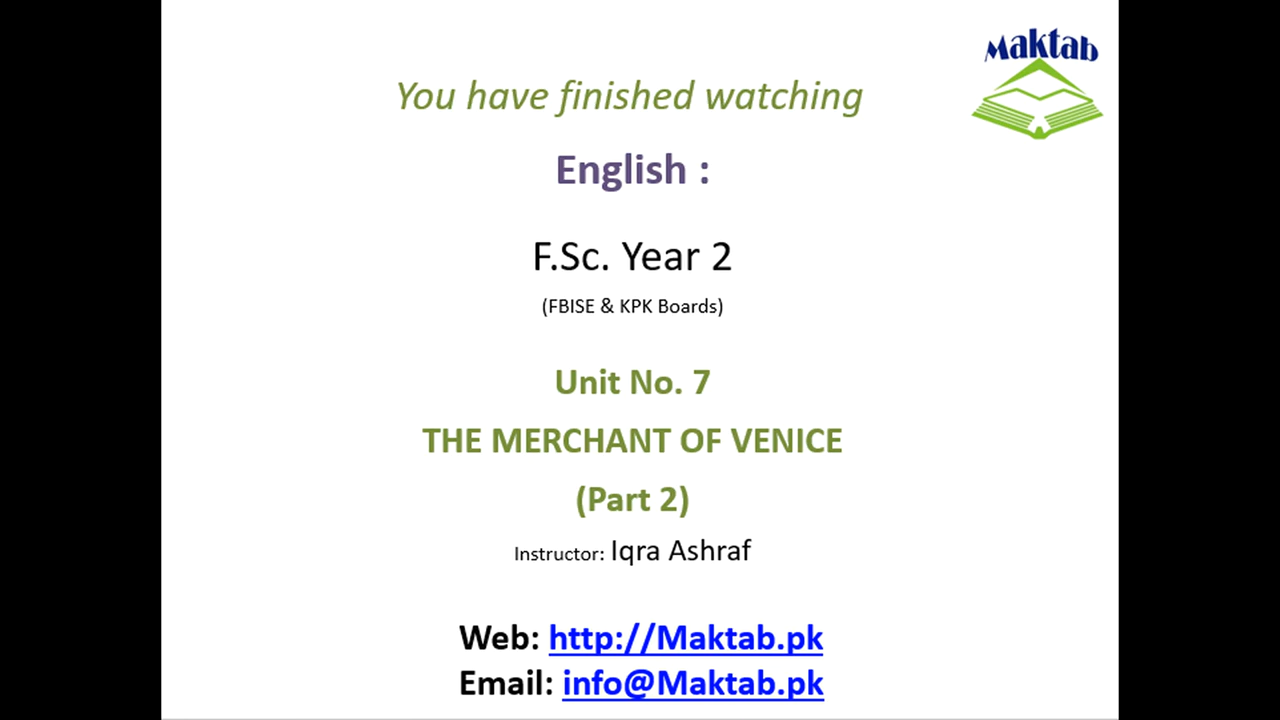 Maktab
You have finished watching
English :
F.Sc. Year 2
(FBISE & KPK Boards)
Unit No. 7
THE MERCHANT OF VENICE
(Part 2)
Instructor: Iqra Ashraf
Web: http://Maktab.pk
Email: info@Maktab.pk